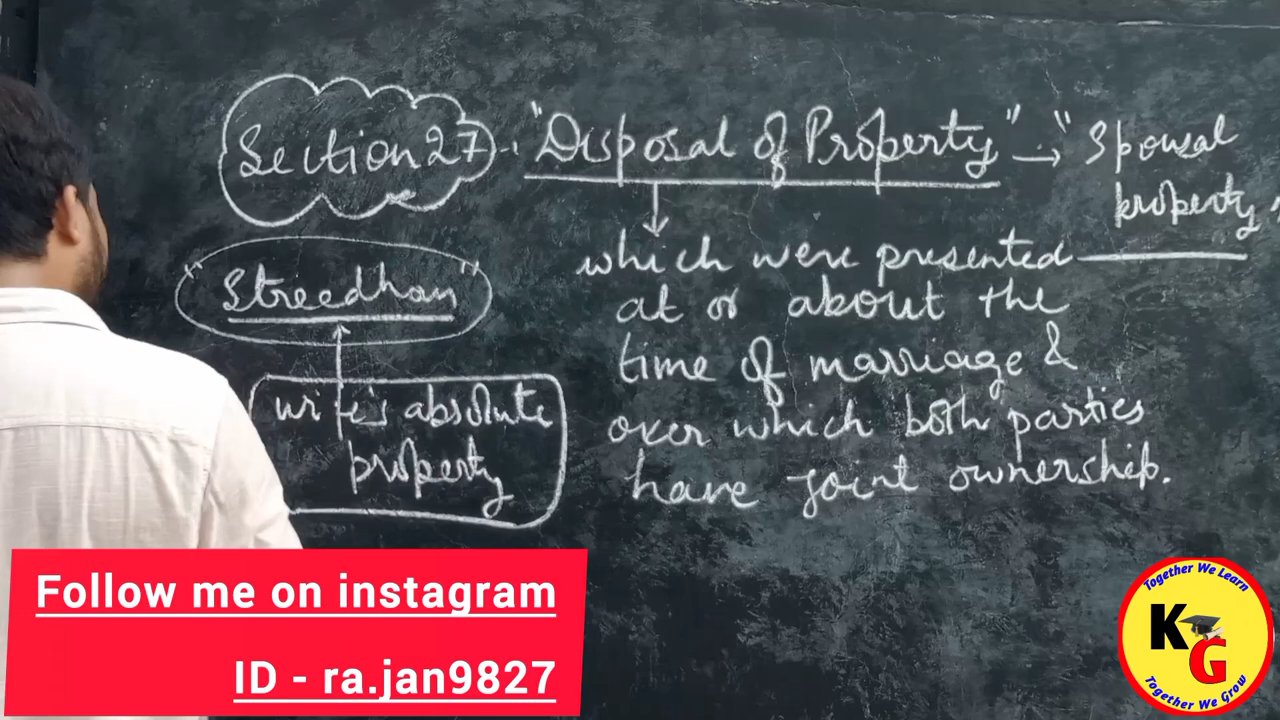 Section 27. "Disposal of Property" → "Spousal
property"
which were presented
at or about the
time of marriage &
over which both parties
have joint ownership.
"Streedhan"
wife's absolute
property
Follow me on instagram
ID - ra.jan9827
Together We Learn
KG
Together We Grow